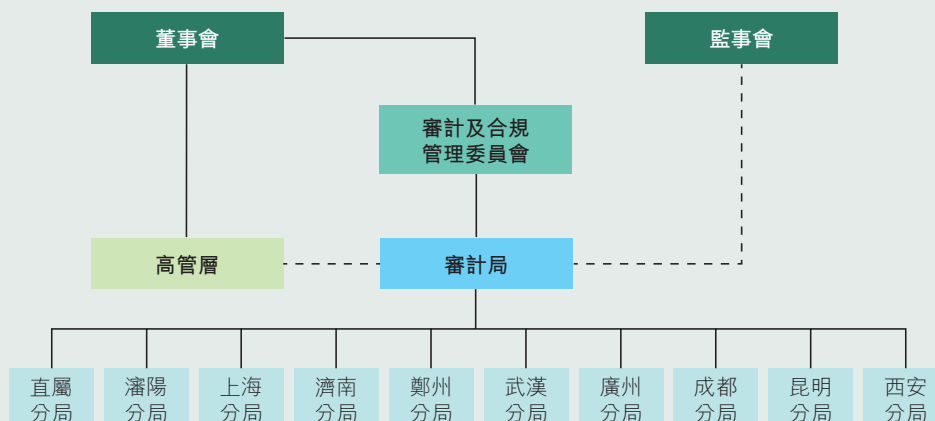 董事會
監事會
審計及合規
管理委員會
高管層
審計局
直屬
分局
瀋陽
分局
上海
分局
濟南
分局
鄭州
分局
武漢
分局
廣州
分局
成都
分局
昆明
分局
西安
分局